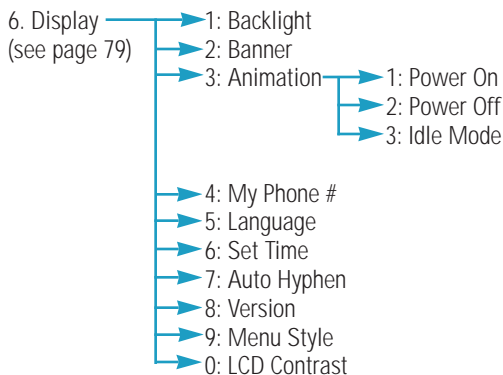 6. Display
(see page 79)
1: Backlight
2: Banner
3: Animation
1: Power On
2: Power Off
3: Idle Mode
4: My Phone #
5: Language
6: Set Time
7: Auto Hyphen
8: Version
9: Menu Style
0: LCD Contrast